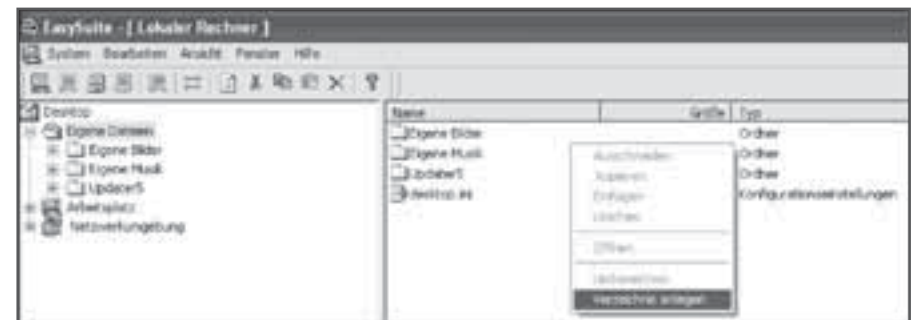 EasySuite - [ Lokaler Rechner ]
System Bearbeiten Ansicht Fenster Hilfe
Desktop
Eigene Dateien
Eigene Bilder
Eigene Musik
Updater5
Arbeitsplatz
Netzwerkumgebung
Name Größe Typ
Eigene Bilder Ordner
Eigene Musik Ordner
Updater5 Ordner
desktop.ini Konfigurationseinstellungen
Ausschneiden
Kopieren
Einfügen
Löschen
Öffnen
Umbenennen
Verzeichnis anlegen